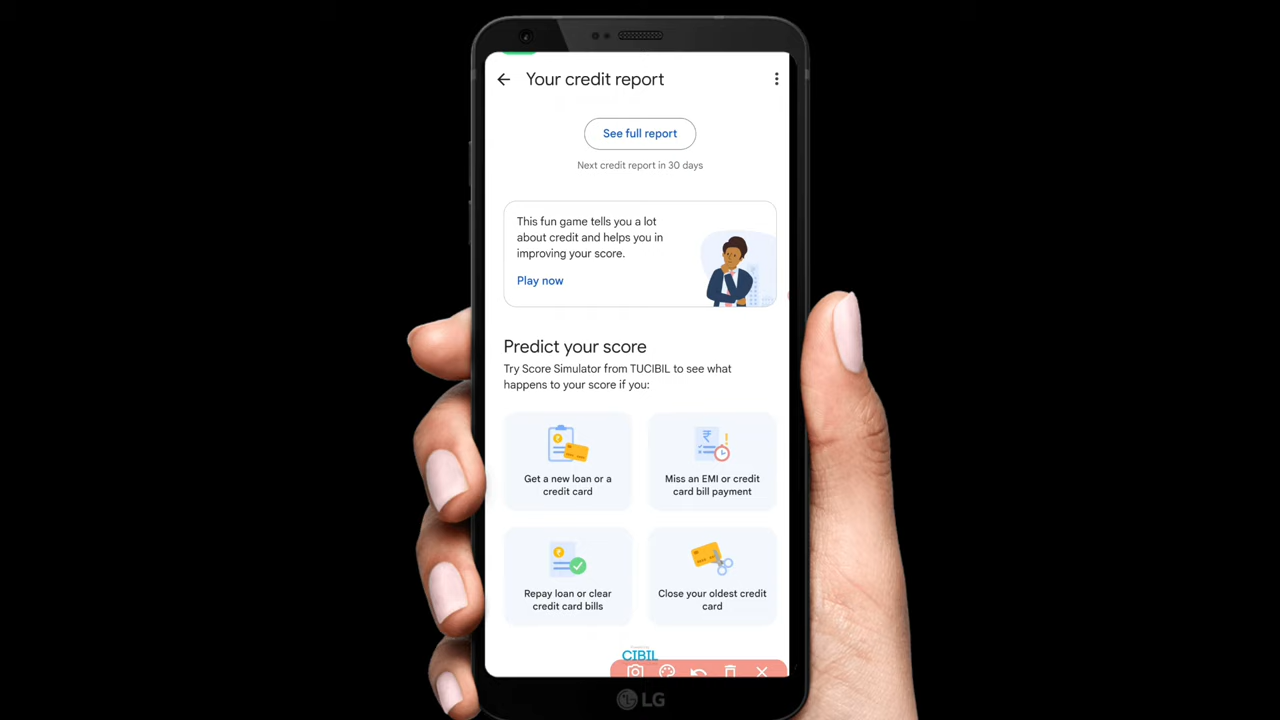 Your credit report
See full report
Next credit report in 30 days
This fun game tells you a lot
about credit and helps you in
improving your score.
Play now
Predict your score
Try Score Simulator from TUCIBIL to see what
happens to your score if you:
Get a new loan or a
credit card
Miss an EMI or credit
card bill payment
Repay loan or clear
credit card bills
Close your oldest credit
card
CIBIL
LG